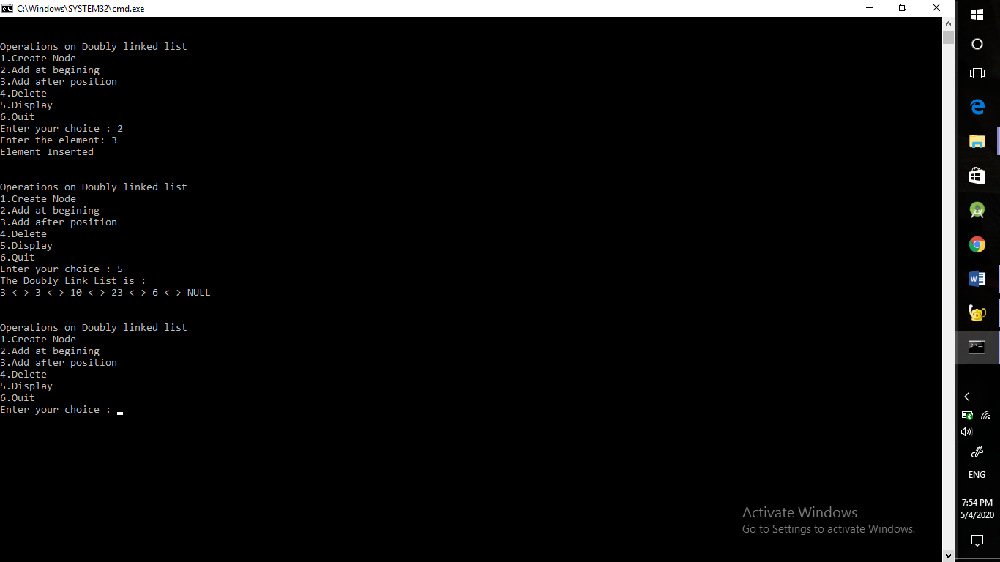 C:\Windows\SYSTEM32\cmd.exe
Operations on Doubly linked list
1.Create Node
2.Add at begining
3.Add after position
4.Delete
5.Display
6.Quit
Enter your choice : 2
Enter the element: 3
Element Inserted
Operations on Doubly linked list
1.Create Node
2.Add at begining
3.Add after position
4.Delete
5.Display
6.Quit
Enter your choice : 5
The Doubly Link List is :
3 <-> 3 <-> 10 <-> 23 <-> 6 <-> NULL
Operations on Doubly linked list
1.Create Node
2.Add at begining
3.Add after position
4.Delete
5.Display
6.Quit
Enter your choice :
Activate Windows
Go to Settings to activate Windows.
ENG
7:54 PM
5/4/2020